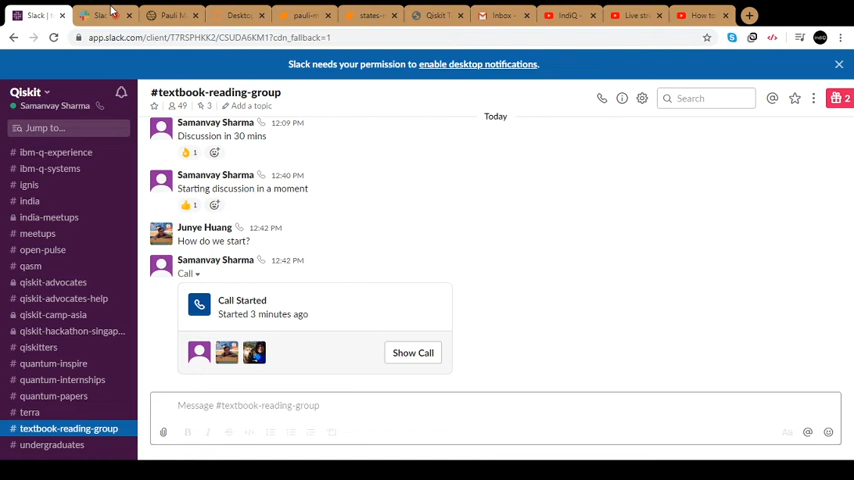 Slack |
Slac
Pauli M
Deskto
pauli-m
states-r
Qiskit T
Inbox -
IndiQ -
Live str
How to
app.slack.com/client/T7RSPHKK2/CSUDA6KM1?cdn_fallback=1
Slack needs your permission to enable desktop notifications.
Qiskit
Samanvay Sharma
Jump to...
# ibm-q-experience
# ibm-q-systems
# ignis
# india
india-meetups
# meetups
# open-pulse
# qasm
qiskit-advocates
# qiskit-advocates-help
qiskit-camp-asia
qiskit-hackathon-singap...
# qiskitters
# quantum-inspire
# quantum-internships
# quantum-papers
# terra
# textbook-reading-group
# undergraduates
#textbook-reading-group
49
3
Add a topic
Search
2
Today
Samanvay Sharma 12:09 PM
Discussion in 30 mins
1
Samanvay Sharma 12:40 PM
Starting discussion in a moment
1
Junye Huang 12:42 PM
How do we start?
Samanvay Sharma 12:42 PM
Call
Call Started
Started 3 minutes ago
Show Call
Message #textbook-reading-group
B I S
Aa @